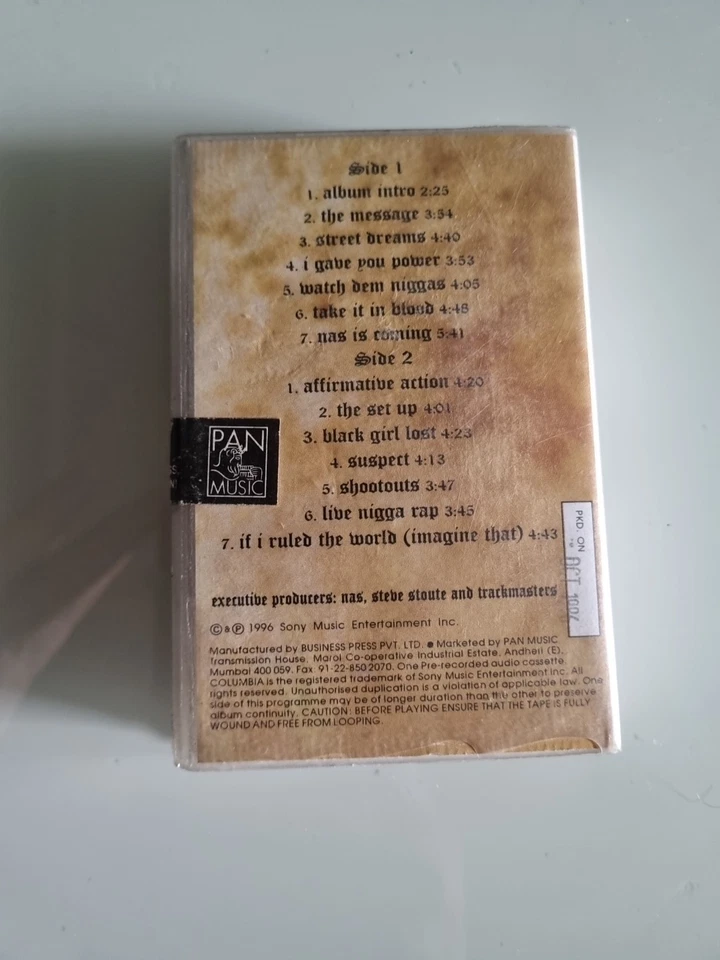 Side 1
1. album intro 2:25
2. the message 3:54
3. street dreams 4:40
4. i gave you power 3:53
5. watch dem niggas 4:05
6. take it in blood 4:48
7. nas is coming 5:41
Side 2
1. affirmative action 4:20
2. the set up 4:01
3. black girl lost 4:23
4. suspect 4:13
5. shootouts 3:47
6. live nigga rap 3:45
7. if i ruled the world (imagine that) 4:43
PAN
MUSIC
PKD. ON
OCT
executive producers: nas, steve stoute and trackmasters
© & ℗ 1996 Sony Music Entertainment Inc.
Manufactured by BUSINESS PRESS PVT. LTD. ● Marketed by PAN MUSIC
Transmission House, Marol Co-operative Industrial Estate, Andheri (E),
Mumbai 400 059. Fax 91-22-850 2070. One Pre-recorded audio cassette.
COLUMBIA is the registered trademark of Sony Music Entertainment Inc. All
rights reserved. Unauthorised duplication is a violation of applicable law. One
side of this programme may be of longer duration than the other to preserve
album continuity. CAUTION: BEFORE PLAYING ENSURE THAT THE TAPE IS FULLY
WOUND AND FREE FROM LOOPING.